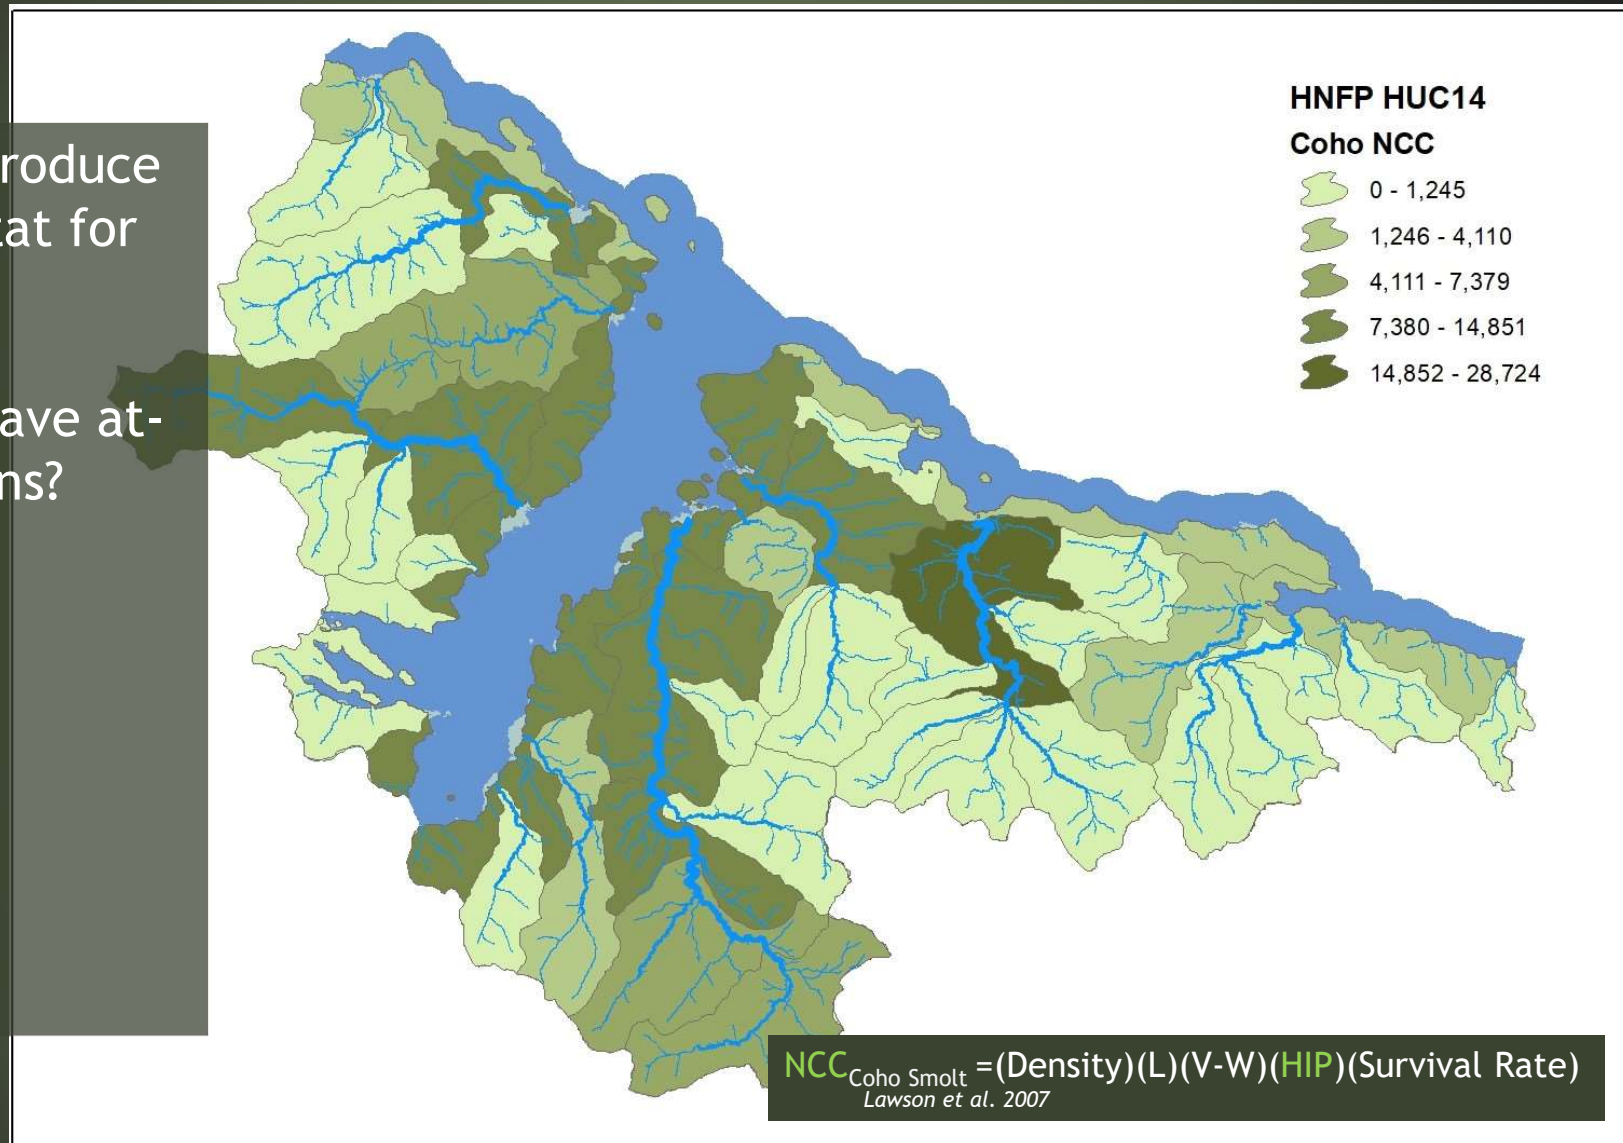 roduce
at for
ave at-
ns?
HNFP HUC14
Coho NCC
0 - 1,245
1,246 - 4,110
4,111 - 7,379
7,380 - 14,851
14,852 - 28,724
NCC Coho Smolt =(Density)(L)(V-W)(HIP)(Survival Rate)
Lawson et al. 2007